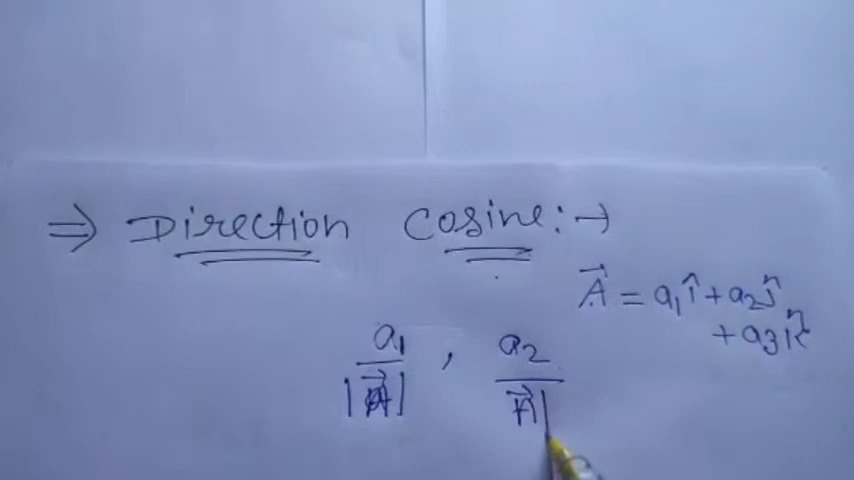 ⇒ Direction Cosine:→
A⃗ = a₁î + a₂ĵ
+ a₃k̂
a₁ / |A⃗| , a₂ / A⃗|